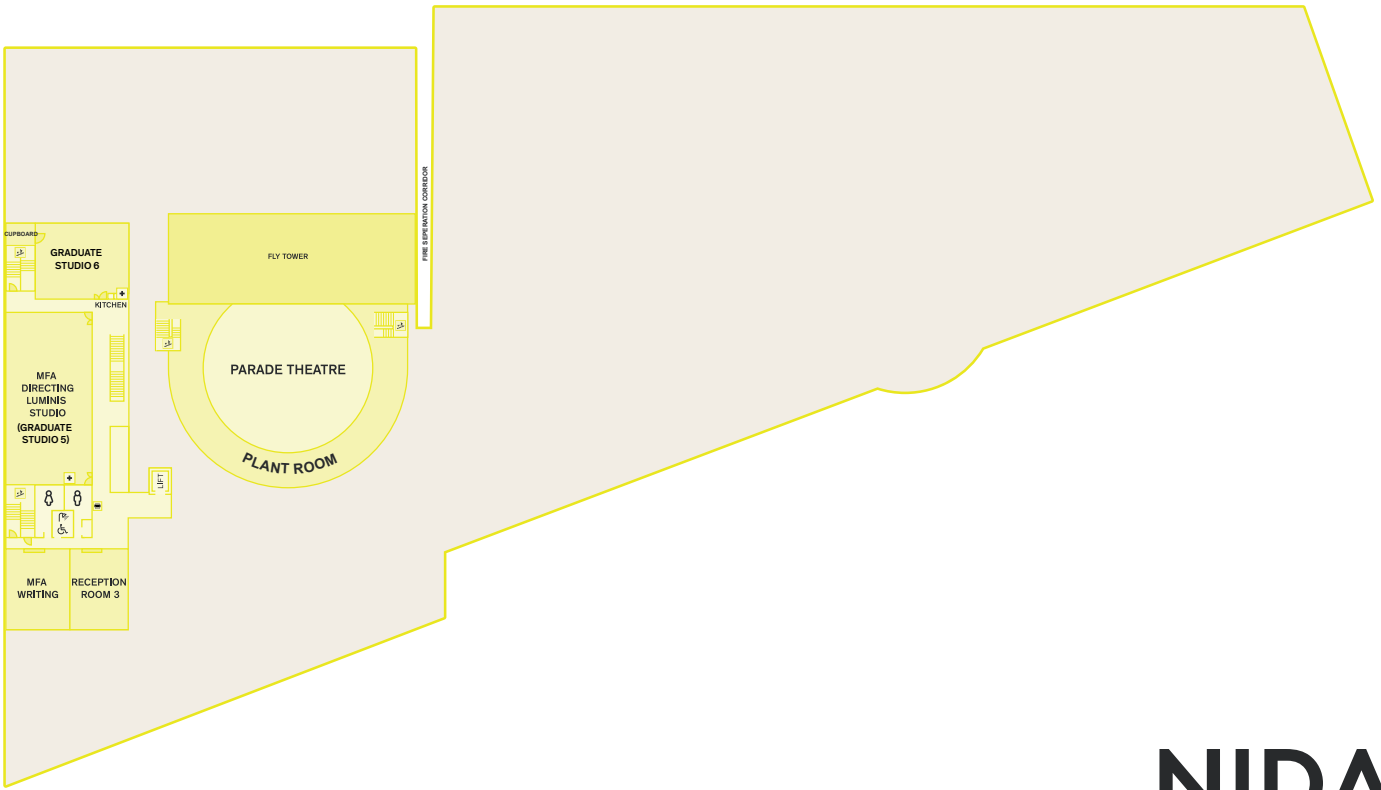 FIRE SEPERATION CORRIDOR
CUPBOARD
GRADUATE
STUDIO 6
FLY TOWER
KITCHEN
PARADE THEATRE
MFA
DIRECTING
LUMINIS
STUDIO
(GRADUATE
STUDIO 5)
PLANT ROOM
LIFT
MFA
WRITING
RECEPTION
ROOM 3
NIDA